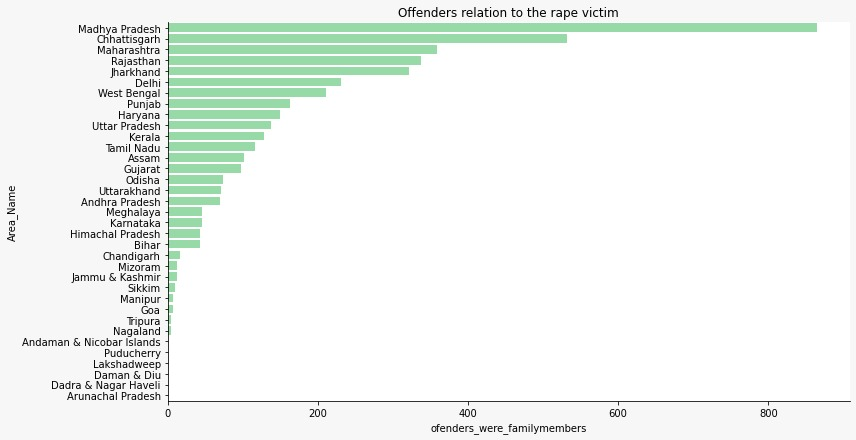 Offenders relation to the rape victim
Area_Name
Madhya Pradesh
Chhattisgarh
Maharashtra
Rajasthan
Jharkhand
Delhi
West Bengal
Punjab
Haryana
Uttar Pradesh
Kerala
Tamil Nadu
Assam
Gujarat
Odisha
Uttarakhand
Andhra Pradesh
Meghalaya
Karnataka
Himachal Pradesh
Bihar
Chandigarh
Mizoram
Jammu & Kashmir
Sikkim
Manipur
Goa
Tripura
Nagaland
Andaman & Nicobar Islands
Puducherry
Lakshadweep
Daman & Diu
Dadra & Nagar Haveli
Arunachal Pradesh
0 200 400 600 800
ofenders_were_familymembers